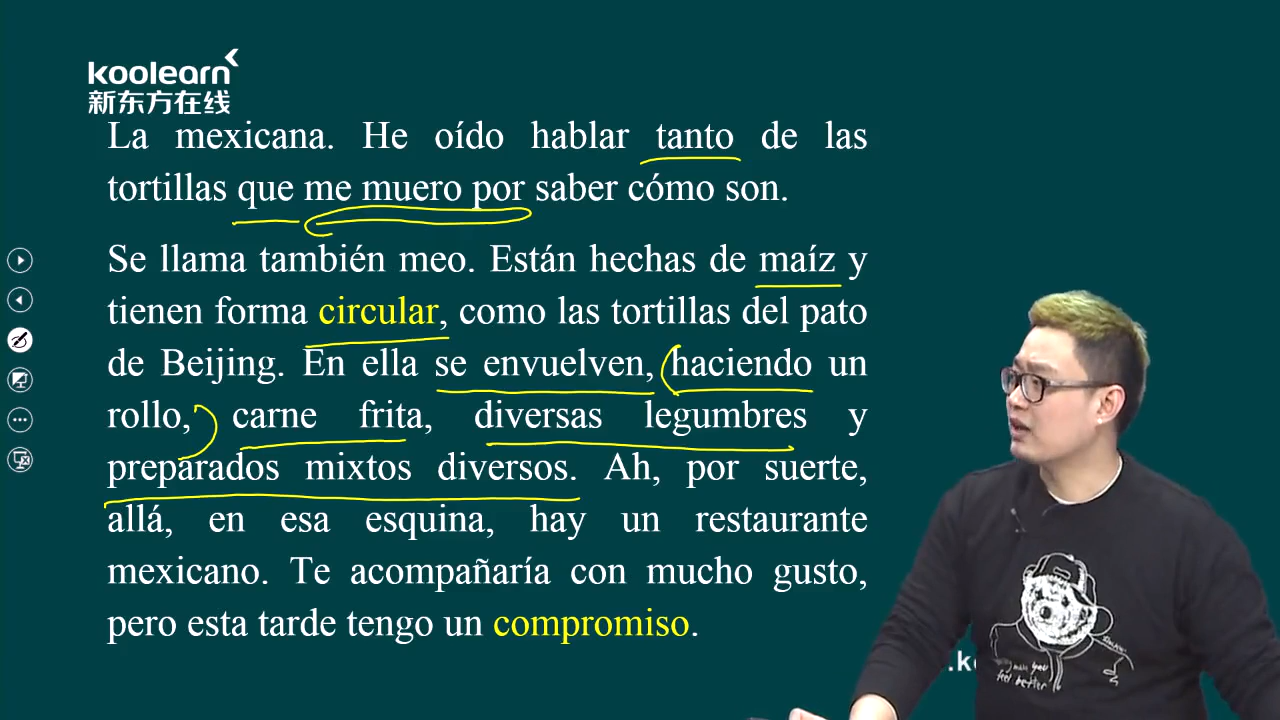 koolearn
新东方在线
La mexicana. He oído hablar tanto de las
tortillas que me muero por saber cómo son.
Se llama también meo. Están hechas de maíz y
tienen forma circular, como las tortillas del pato
de Beijing. En ella se envuelven, haciendo un
rollo, carne frita, diversas legumbres y
preparados mixtos diversos. Ah, por suerte,
allá, en esa esquina, hay un restaurante
mexicano. Te acompañaría con mucho gusto,
pero esta tarde tengo un compromiso.
feel better